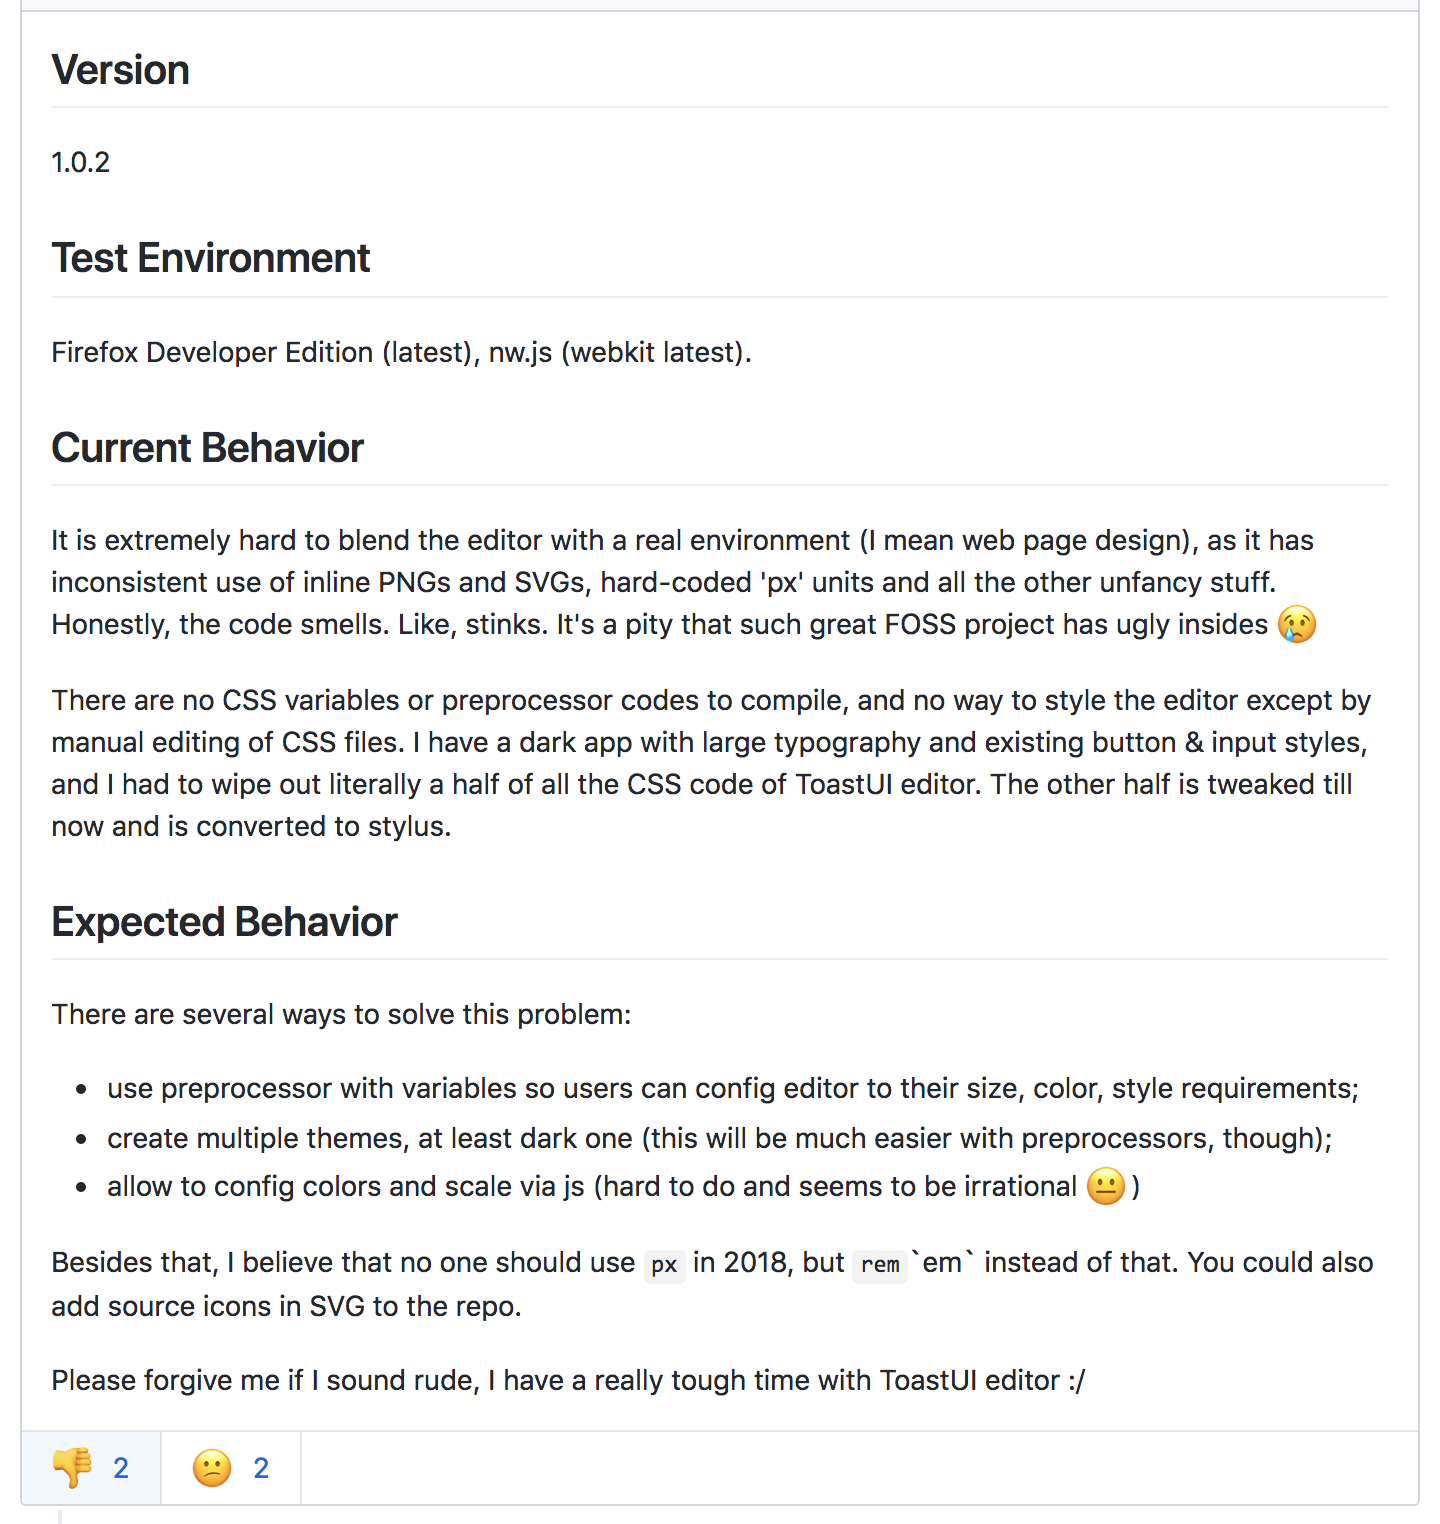 Version
1.0.2
Test Environment
Firefox Developer Edition (latest), nw.js (webkit latest).
Current Behavior
It is extremely hard to blend the editor with a real environment (I mean web page design), as it has
inconsistent use of inline PNGs and SVGs, hard-coded 'px' units and all the other unfancy stuff.
Honestly, the code smells. Like, stinks. It's a pity that such great FOSS project has ugly insides 😢
There are no CSS variables or preprocessor codes to compile, and no way to style the editor except by
manual editing of CSS files. I have a dark app with large typography and existing button & input styles,
and I had to wipe out literally a half of all the CSS code of ToastUI editor. The other half is tweaked till
now and is converted to stylus.
Expected Behavior
There are several ways to solve this problem:
• use preprocessor with variables so users can config editor to their size, color, style requirements;
• create multiple themes, at least dark one (this will be much easier with preprocessors, though);
• allow to config colors and scale via js (hard to do and seems to be irrational 😐 )
Besides that, I believe that no one should use px in 2018, but rem `em` instead of that. You could also
add source icons in SVG to the repo.
Please forgive me if I sound rude, I have a really tough time with ToastUI editor :/
👎 2 😕 2